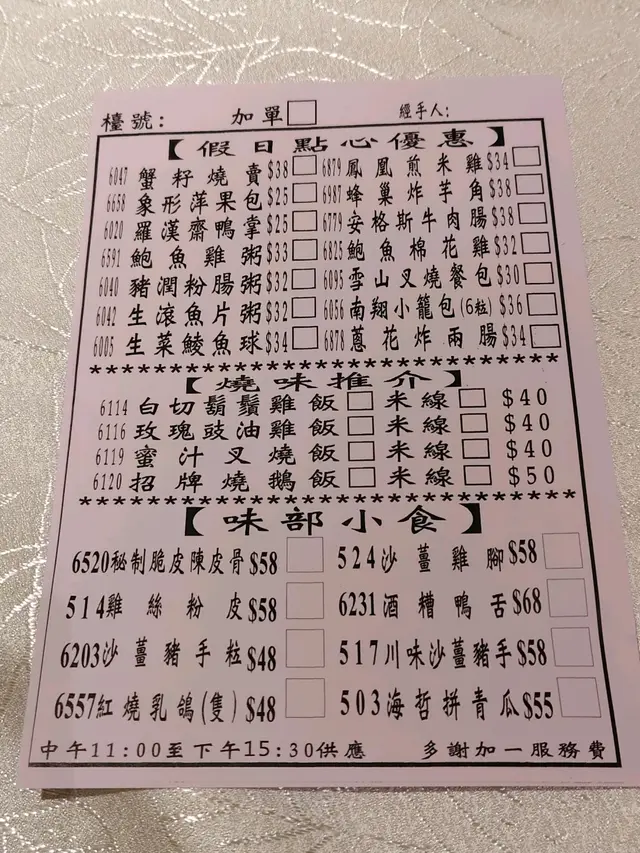 檯號: 加單 經手人:
【假日點心優惠】
6047 蟹籽燒賣 $38 6879 鳳凰煎米雞 $34
6658 象形萍果包 $25 6987 蜂巢炸芋角 $38
6020 羅漢齋鴨掌 $25 6779 安格斯牛肉腸 $38
6591 鮑魚雞粥 $33 6825 鮑魚棉花雞 $32
6040 豬潤粉腸粥 $32 6095 雪山叉燒餐包 $30
6042 生滾魚片粥 $32 6056 南翔小籠包(6粒) $36
6005 生菜鯪魚球 $34 6878 蔥花炸兩腸 $34
【燒味推介】
6114 白切鬍鬚雞飯 米線 $40
6116 玫瑰豉油雞飯 米線 $40
6119 蜜汁叉燒飯 米線 $40
6120 招牌燒鵝飯 米線 $50
【味部小食】
6520 秘制脆皮陳皮骨 $58 524 沙薑雞腳 $58
514 雞絲粉皮 $58 6231 酒糟鴨舌 $68
6203 沙薑豬手粒 $48 517 川味沙薑豬手 $58
6557 紅燒乳鴿(隻) $48 503 海哲拼青瓜 $55
中午11:00至下午15:30供應 多謝加一服務費